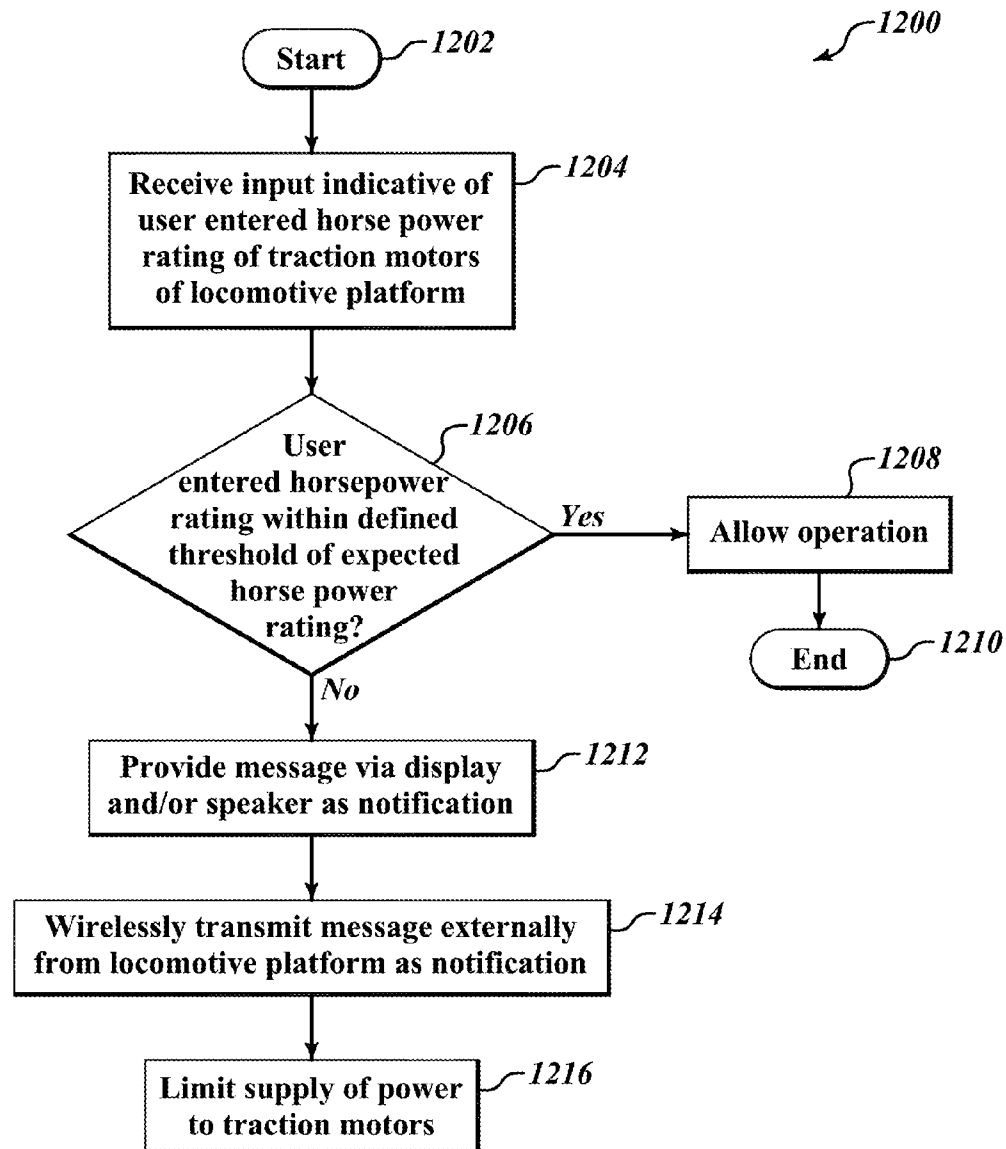 1200
Start
1202
Receive input indicative of
user entered horse power
rating of traction motors
of locomotive platform
1204
User
entered horsepower
rating within defined
threshold of expected
horse power
rating?
1206
Yes
Allow operation
1208
End
1210
No
Provide message via display
and/or speaker as notification
1212
Wirelessly transmit message externally
from locomotive platform as notification
1214
Limit supply of power
to traction motors
1216